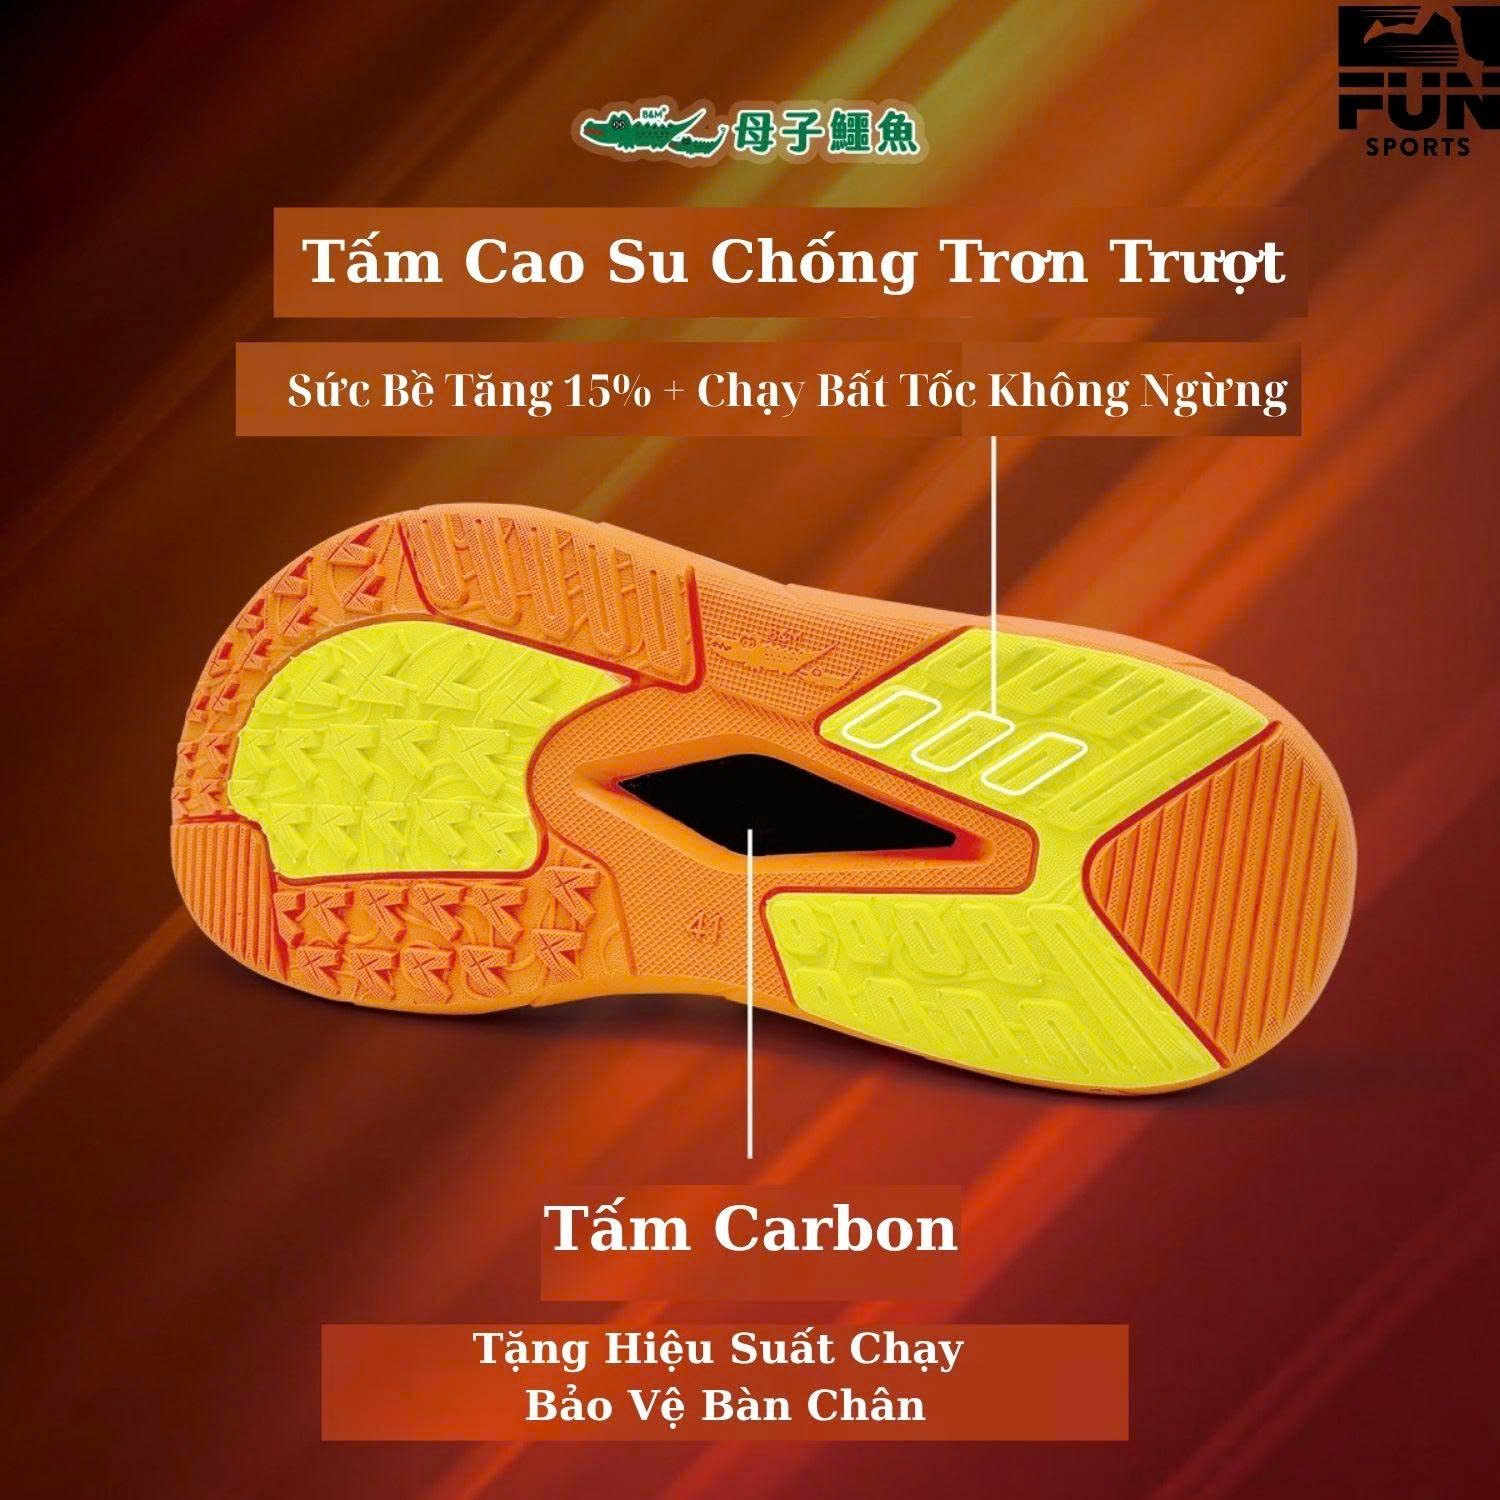 FUN
SPORTS
B&M®
母子鱷魚
Tấm Cao Su Chống Trơn Trượt
Sức Bề Tăng 15% + Chạy Bất Tốc Không Ngừng
B&M
41
Tấm Carbon
Tặng Hiệu Suất Chạy
Bảo Vệ Bàn Chân